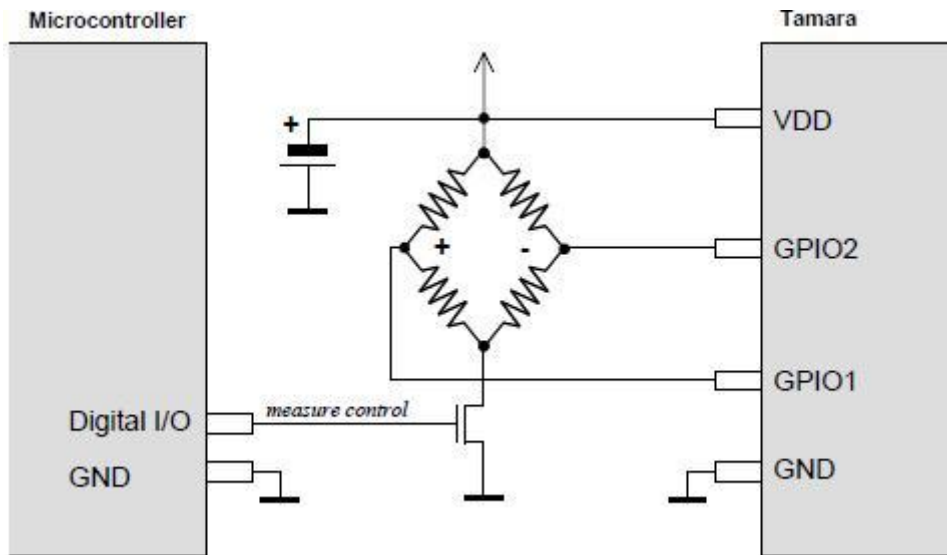 Microcontroller
Tamara
+
VDD
+
-
GPIO2
GPIO1
Digital I/O
measure control
GND
GND